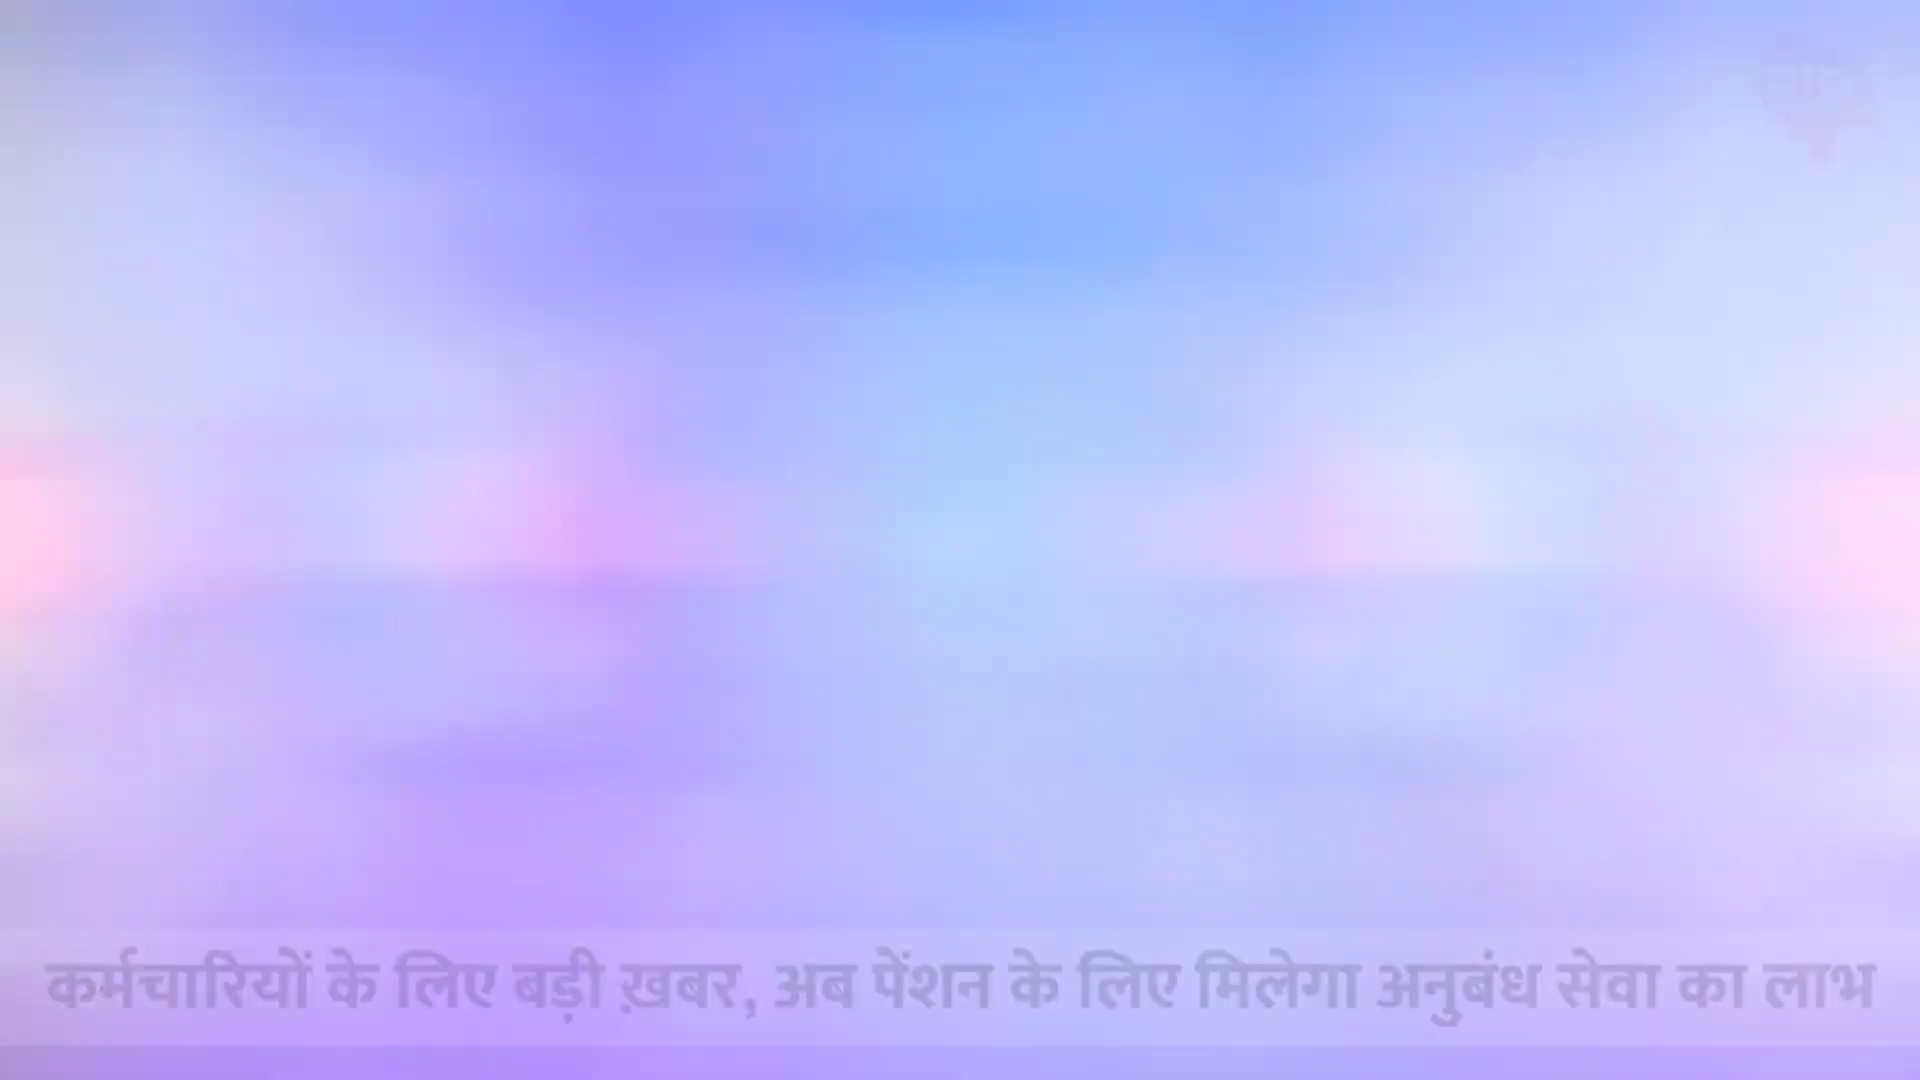 कर्मचारियों के लिए बड़ी ख़बर, अब पेंशन के लिए मिलेगा अनुबंध सेवा का लाभ